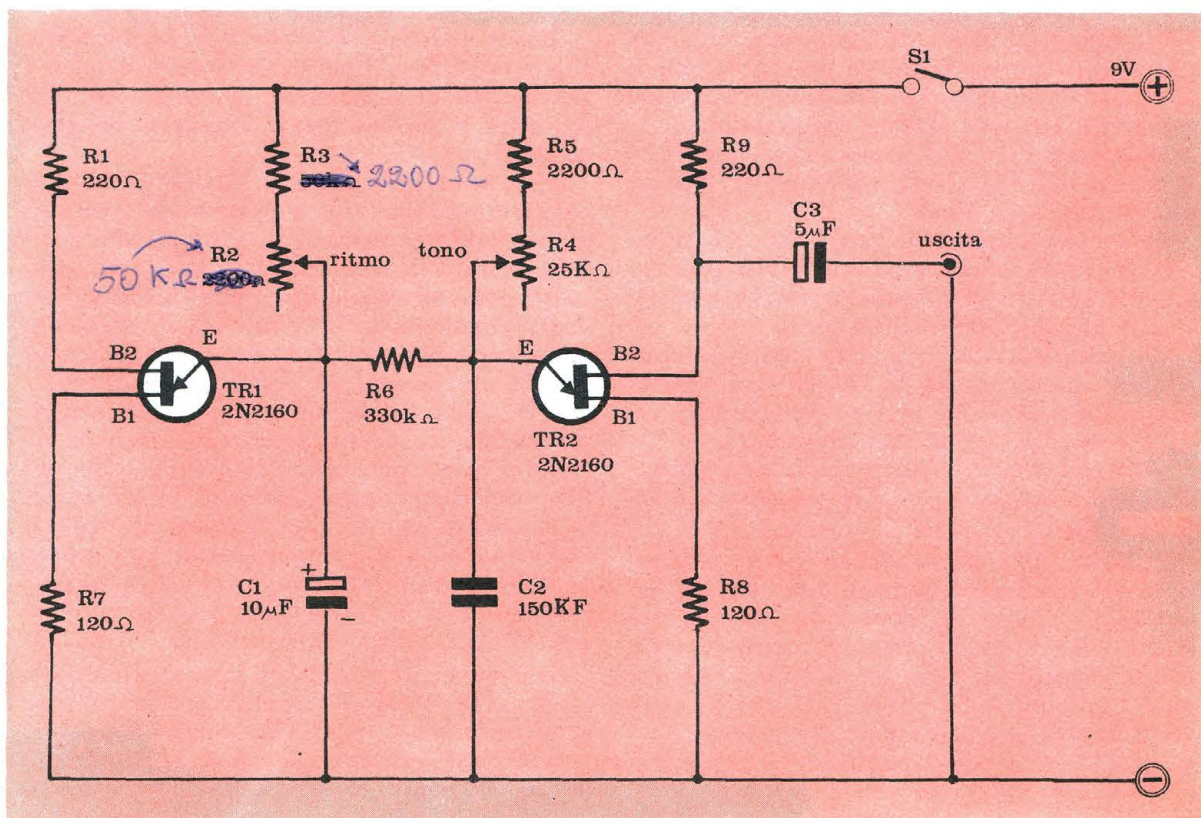 S1
9V
+
R1
220Ω
R3
2200 Ω
R5
2200Ω
R9
220Ω
C3
5μF
uscita
R2
50 KΩ
2200Ω
ritmo
tono
R4
25KΩ
B2
E
B1
TR1
2N2160
R6
330kΩ
E
B2
B1
TR2
2N2160
R7
120Ω
+
C1
10μF
-
C2
150KF
R8
120Ω
-